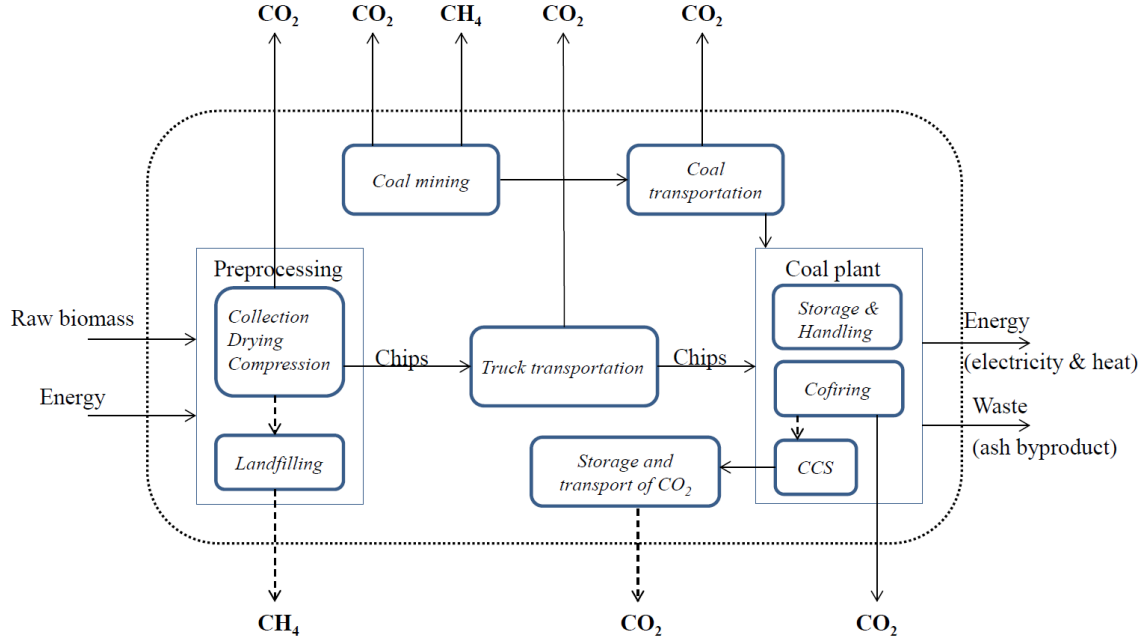 CO₂
CO₂
CH₄
CO₂
CO₂
Coal mining
Coal
transportation
Preprocessing
Collection
Drying
Compression
Landfilling
Raw biomass
Energy
Chips
Truck transportation
Chips
Coal plant
Storage &
Handling
Cofiring
CCS
Storage and
transport of CO₂
Energy
(electricity & heat)
Waste
(ash byproduct)
CH₄
CO₂
CO₂